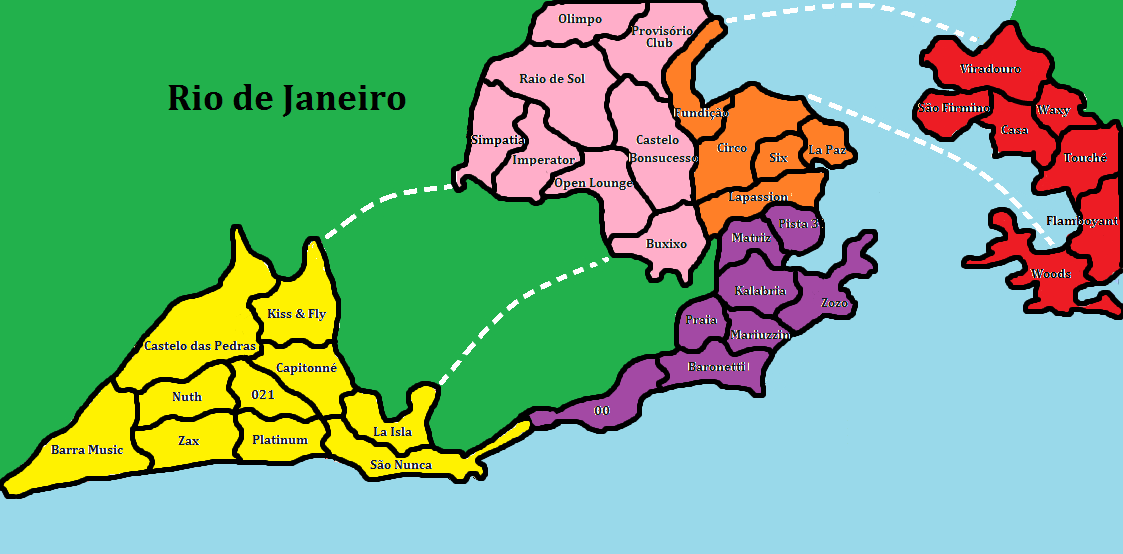 Olimpo
Provisório
Club
Raio de Sol
Rio de Janeiro
Viradouro
São Firmino
Waxy
Casa
Fundição
Simpatia
Castelo
Bonsucesso
Circo
Six
La Paz
Imperator
Touchê
Open Lounge
Lapassion
Flamboyant
Pista 3
Matriz
Buxixo
Woods
Kalabria
Zozo
Kiss & Fly
Praia
Mariuzzin
Castelo das Pedras
Capitonné
Baronetti
Nuth
021
00
La Isla
Zax
Platinum
Barra Music
São Nunca